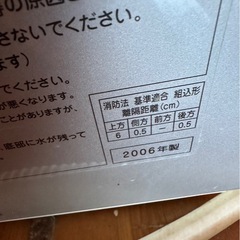 さないでください。
ます）
てください。
が悪くなります。
ことがあります。
底部に水が残って
消防法 基準適合 組込形
離隔距離(cm)
上方 側方 前方 後方
6 0.5 － 0.5
2006年製